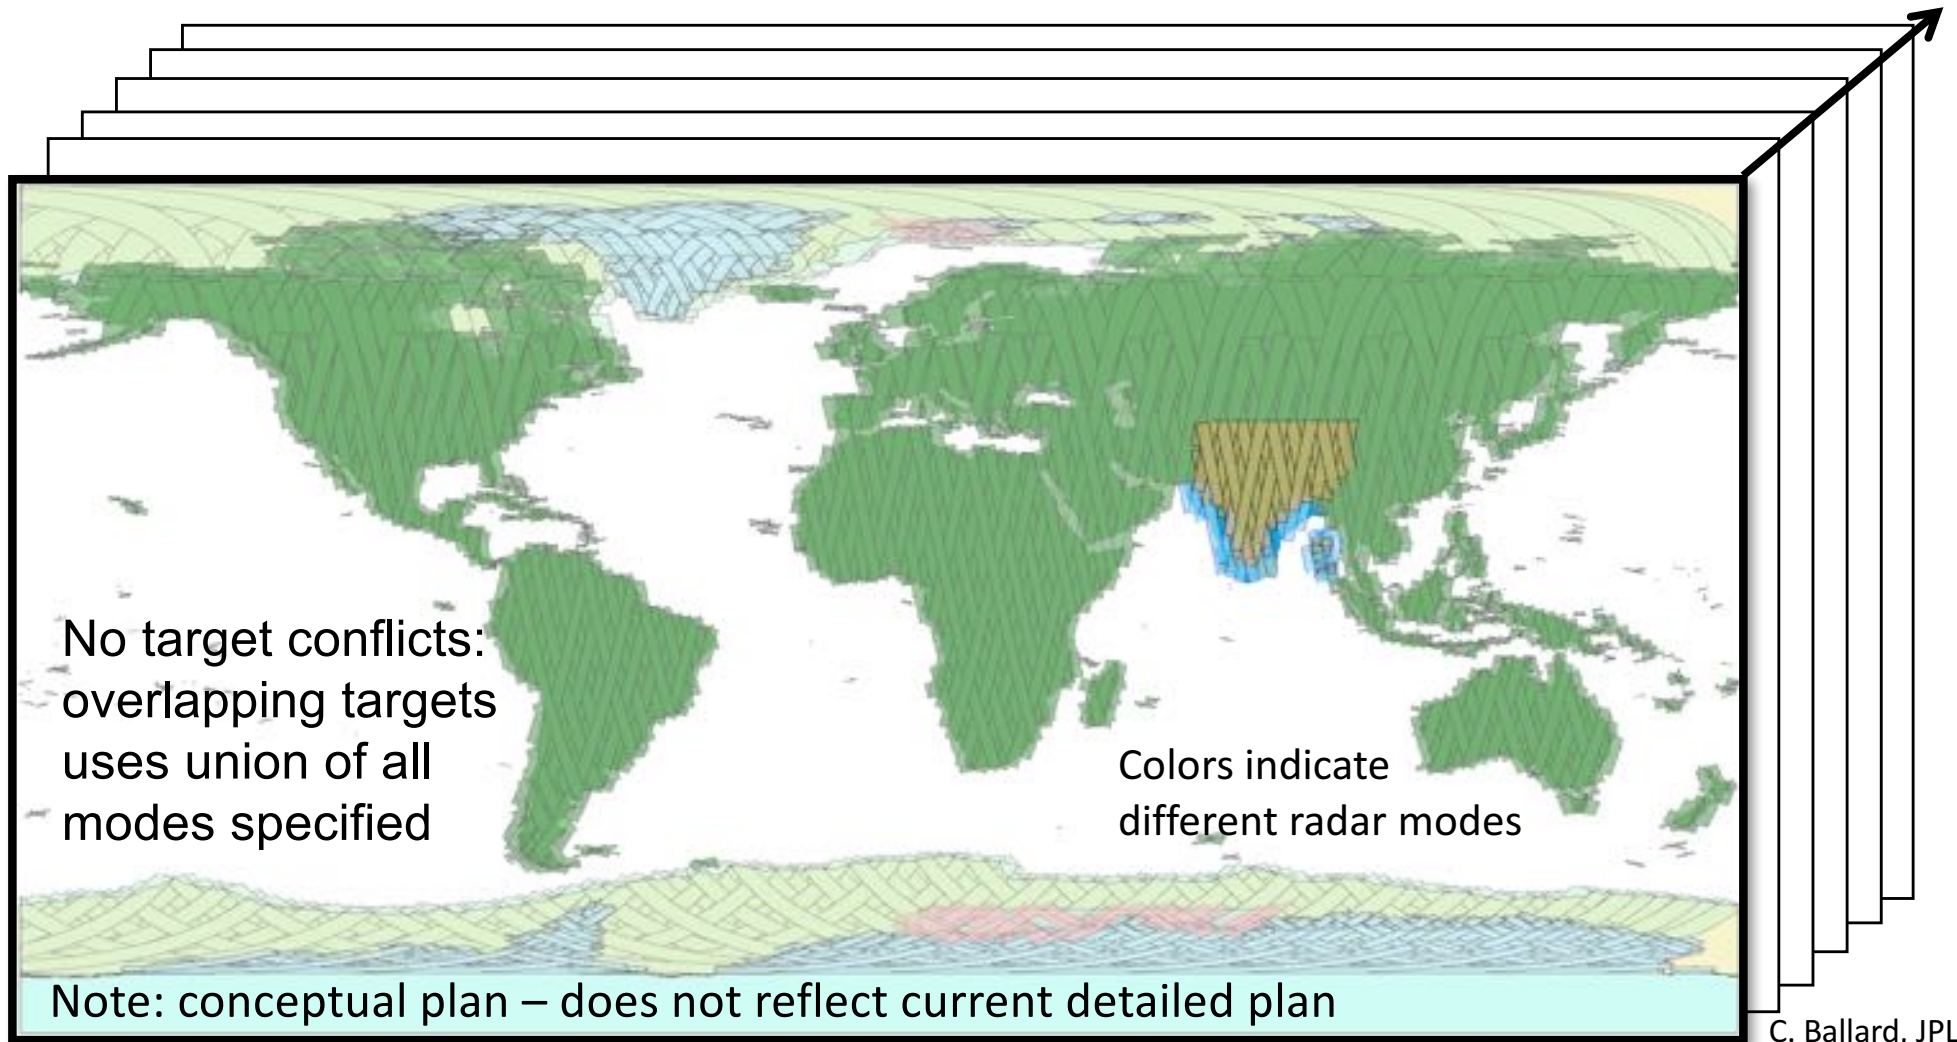 No target conflicts:
overlapping targets
uses union of all
modes specified
Colors indicate
different radar modes
Note: conceptual plan – does not reflect current detailed plan
C. Ballard, JPL